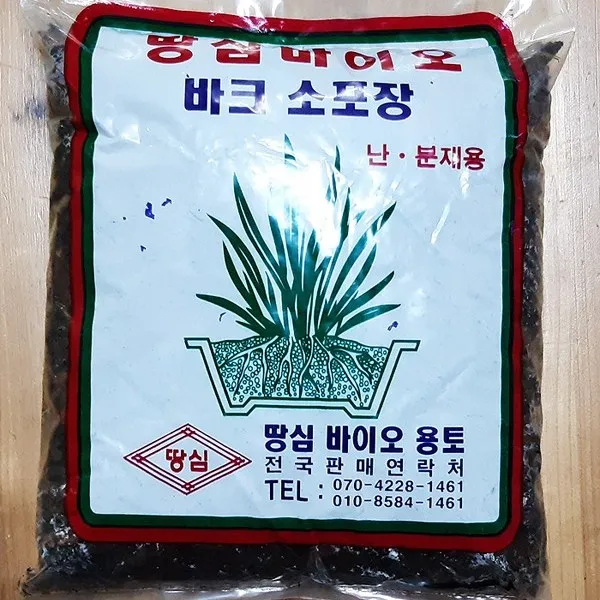 땅심바이오
바크 소포장
난·분재용
땅심
땅심 바이오 용토
전국판매연락처
TEL : 070-4228-1461
010-8584-1461